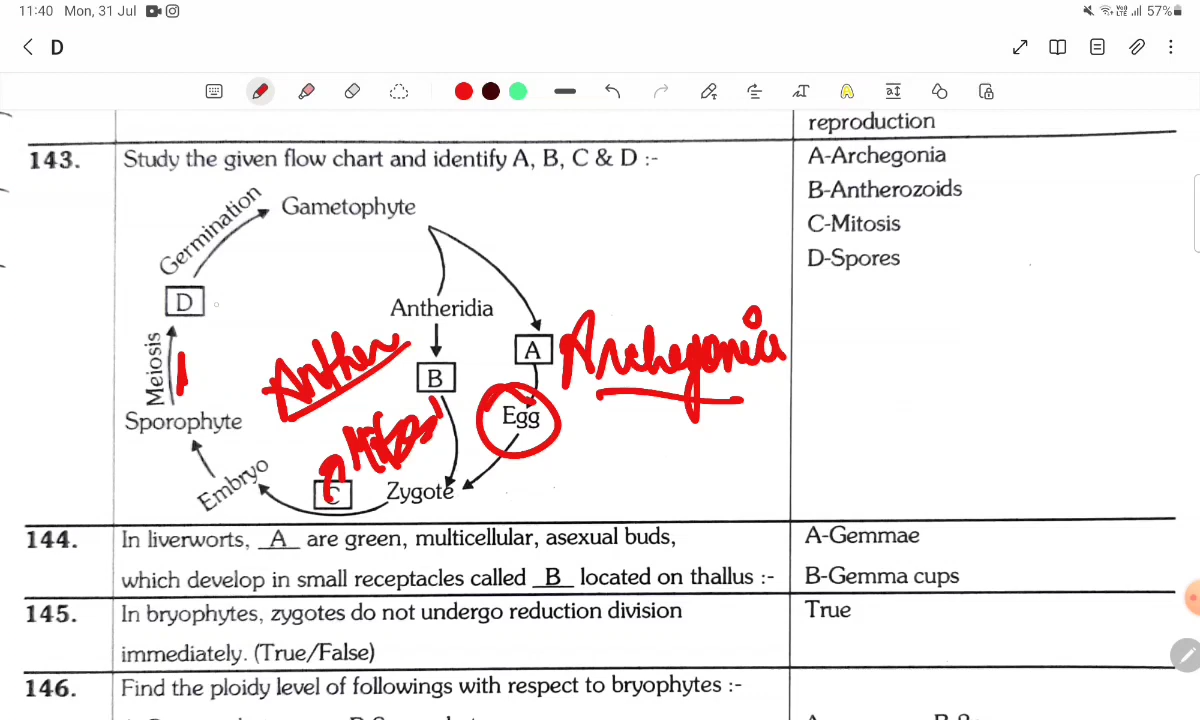 11:40 Mon, 31 Jul
57%
D
reproduction
143. Study the given flow chart and identify A, B, C & D :-
A-Archegonia
B-Antherozoids
C-Mitosis
D-Spores
Germination
Gametophyte
D
Antheridia
Meiosis
A
Archegonia
Anther
B
Sporophyte
Egg
Embryo
C
Zygote
144. In liverworts, A are green, multicellular, asexual buds,
which develop in small receptacles called B located on thallus :-
A-Gemmae
B-Gemma cups
145. In bryophytes, zygotes do not undergo reduction division
immediately. (True/False)
True
146. Find the ploidy level of followings with respect to bryophytes :-